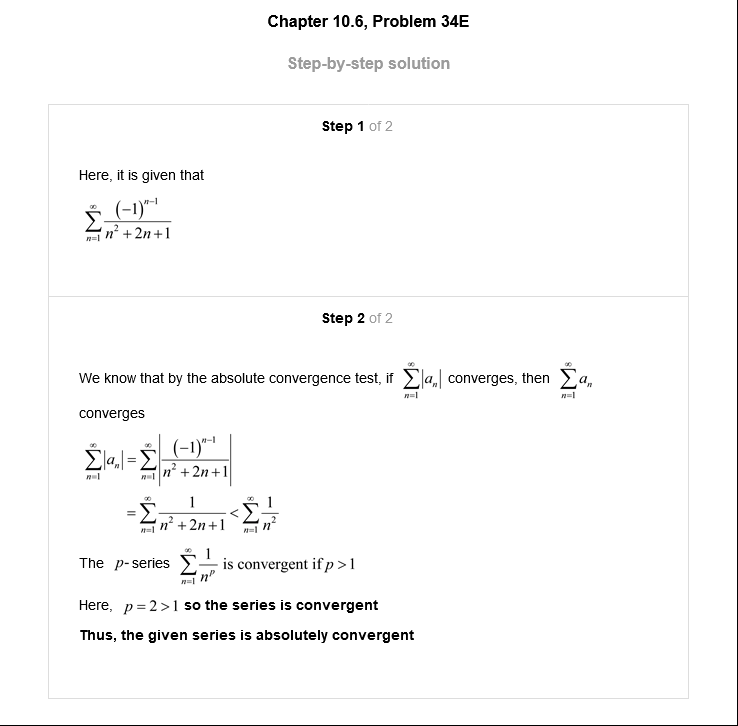 Chapter 10.6, Problem 34E
Step-by-step solution
Step 1 of 2
Here, it is given that
$\sum_{n=1}^{\infty} \frac{(-1)^{n-1}}{n^2+2n+1}$
Step 2 of 2
We know that by the absolute convergence test, if $\sum_{n=1}^{\infty} |a_n|$ converges, then $\sum_{n=1}^{\infty} a_n$
converges
$\sum_{n=1}^{\infty} |a_n| = \sum_{n=1}^{\infty} \left| \frac{(-1)^{n-1}}{n^2+2n+1} \right|$
$= \sum_{n=1}^{\infty} \frac{1}{n^2+2n+1} < \sum_{n=1}^{\infty} \frac{1}{n^2}$
The p-series $\sum_{n=1}^{\infty} \frac{1}{n^p}$ is convergent if p > 1
Here, p = 2 > 1 so the series is convergent
Thus, the given series is absolutely convergent